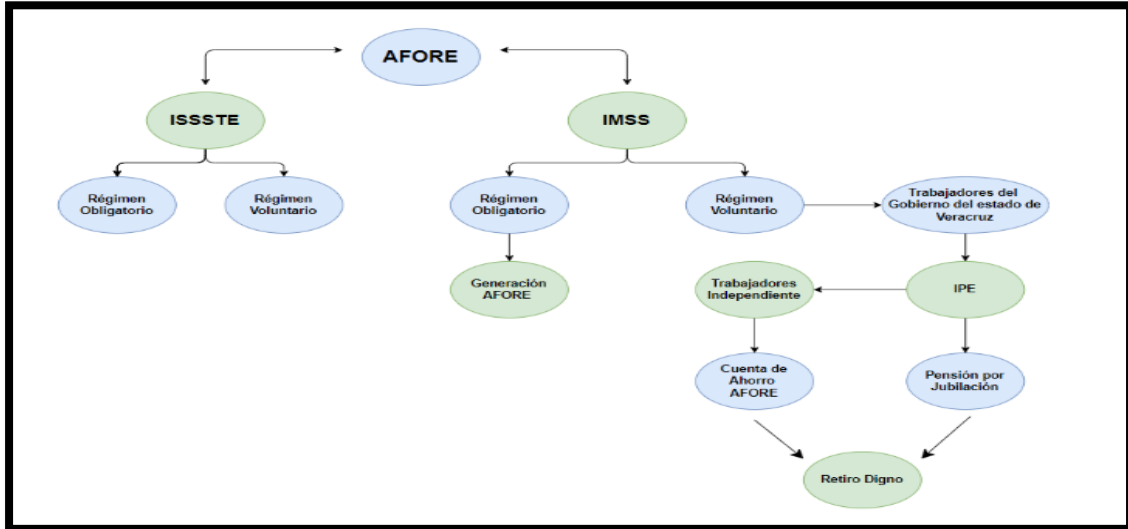 AFORE
ISSSTE
IMSS
Régimen
Obligatorio
Régimen
Voluntario
Régimen
Obligatorio
Régimen
Voluntario
Trabajadores del
Gobierno del estado de
Veracruz
Generación
AFORE
Trabajadores
Independiente
IPE
Cuenta de
Ahorro
AFORE
Pensión por
Jubilación
Retiro Digno